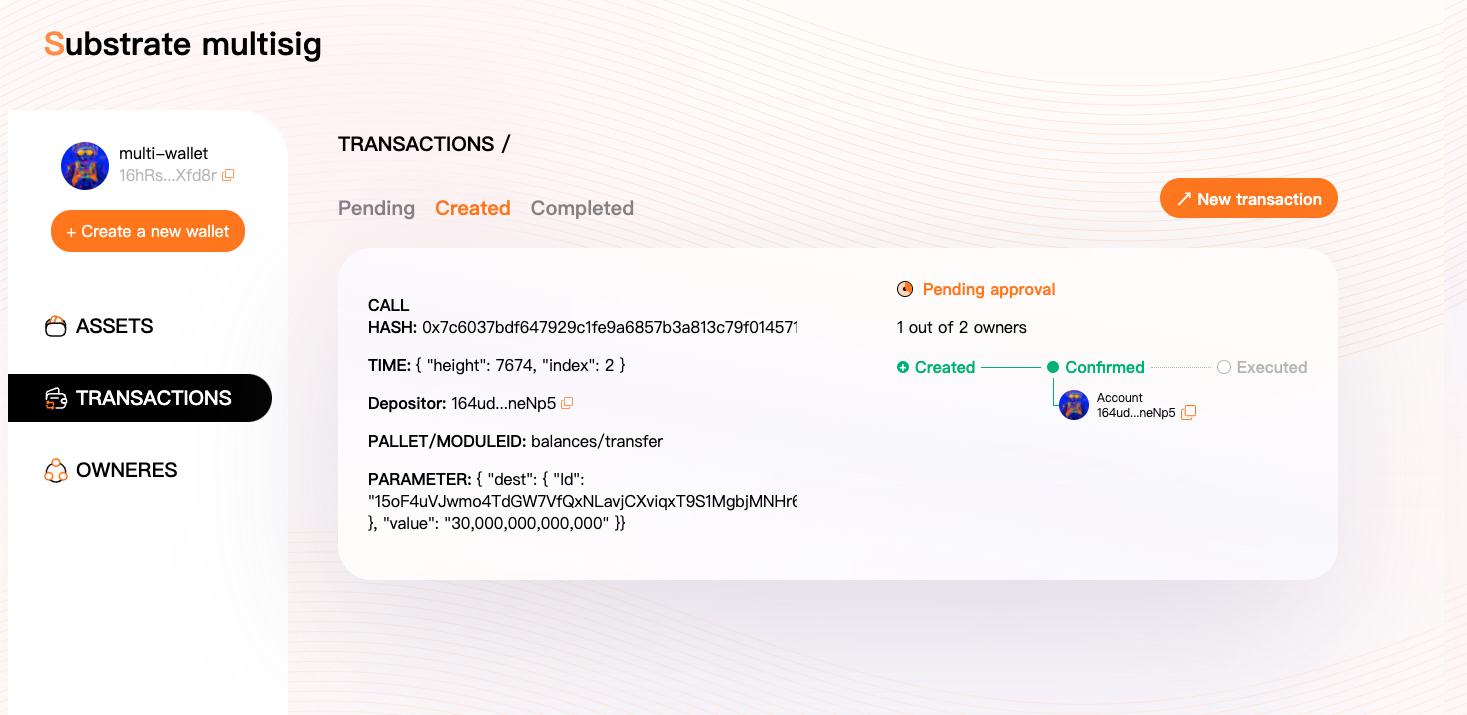 Substrate multisig
multi-wallet
16hRs...Xfd8r
+ Create a new wallet
ASSETS
TRANSACTIONS
OWNERES
TRANSACTIONS /
Pending Created Completed
New transaction
CALL
HASH: 0x7c6037bdf647929c1fe9a6857b3a813c79f014571
TIME: { "height": 7674, "index": 2 }
Depositor: 164ud...neNp5
PALLET/MODULEID: balances/transfer
PARAMETER: { "dest": { "Id":
"15oF4uVJwmo4TdGW7VfQxNLavjCXviqxT9S1MgbjMNHr6
}, "value": "30,000,000,000,000" }}
Pending approval
1 out of 2 owners
Created Confirmed Executed
Account
164ud...neNp5